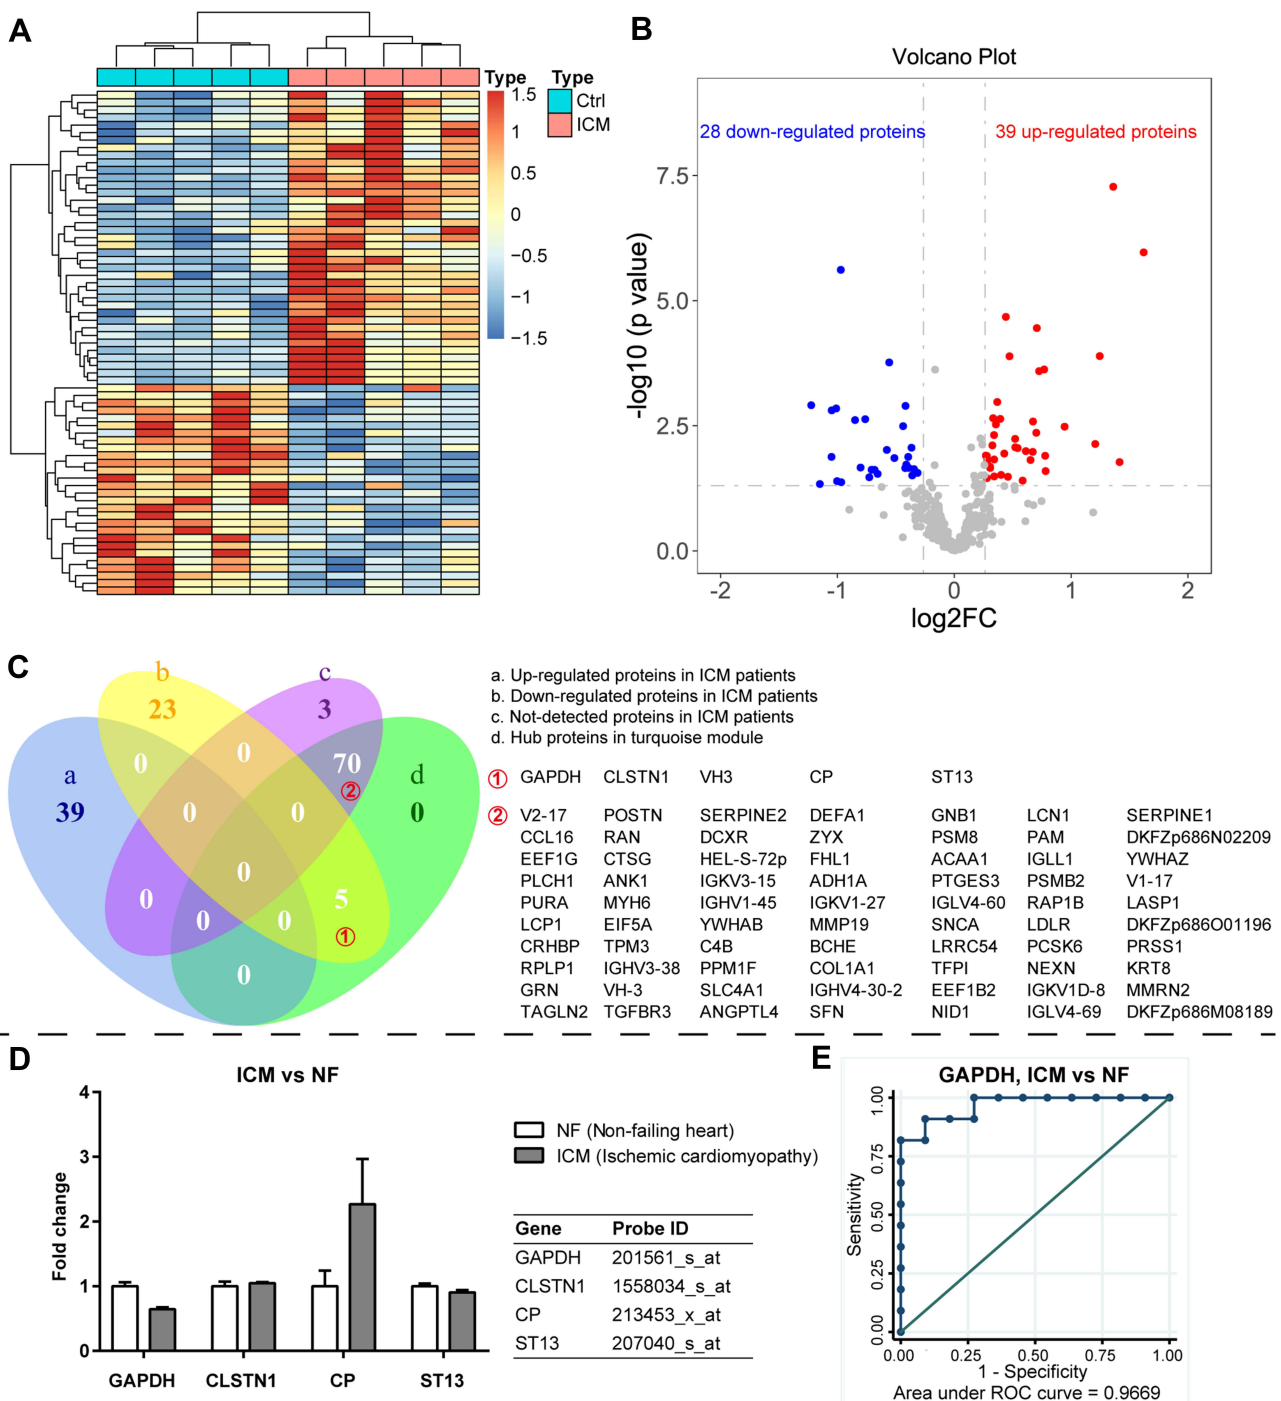 A
Type
1.5
1
0.5
0
−0.5
−1
−1.5
Type
Ctrl
ICM
B
Volcano Plot
28 down-regulated proteins
39 up-regulated proteins
-log10 (p value)
7.5
5.0
2.5
0.0
-2 -1 0 1 2
log2FC
C
a
39
b
23
c
3
d
0
0
0
70
②
0
0
0
0
0
0
5
①
0
a. Up-regulated proteins in ICM patients
b. Down-regulated proteins in ICM patients
c. Not-detected proteins in ICM patients
d. Hub proteins in turquoise module
① GAPDH CLSTN1 VH3 CP ST13
② V2-17 POSTN SERPINE2 DEFA1 GNB1 LCN1 SERPINE1
CCL16 RAN DCXR ZYX PSM8 PAM DKFZp686N02209
EEF1G CTSG HEL-S-72p FHL1 ACAA1 IGLL1 YWHAZ
PLCH1 ANK1 IGKV3-15 ADH1A PTGES3 PSMB2 V1-17
PURA MYH6 IGHV1-45 IGKV1-27 IGLV4-60 RAP1B LASP1
LCP1 EIF5A YWHAB MMP19 SNCA LDLR DKFZp686O01196
CRHBP TPM3 C4B BCHE LRRC54 PCSK6 PRSS1
RPLP1 IGHV3-38 PPM1F COL1A1 TFPI NEXN KRT8
GRN VH-3 SLC4A1 IGHV4-30-2 EEF1B2 IGKV1D-8 MMRN2
TAGLN2 TGFBR3 ANGPTL4 SFN NID1 IGLV4-69 DKFZp686M08189
D
ICM vs NF
Fold change
4
3
2
1
0
GAPDH CLSTN1 CP ST13
NF (Non-failing heart)
ICM (Ischemic cardiomyopathy)
Gene Probe ID
GAPDH 201561_s_at
CLSTN1 1558034_s_at
CP 213453_x_at
ST13 207040_s_at
E
GAPDH, ICM vs NF
Sensitivity
1.00
0.75
0.50
0.25
0.00
0.00 0.25 0.50 0.75 1.00
1 - Specificity
Area under ROC curve = 0.9669